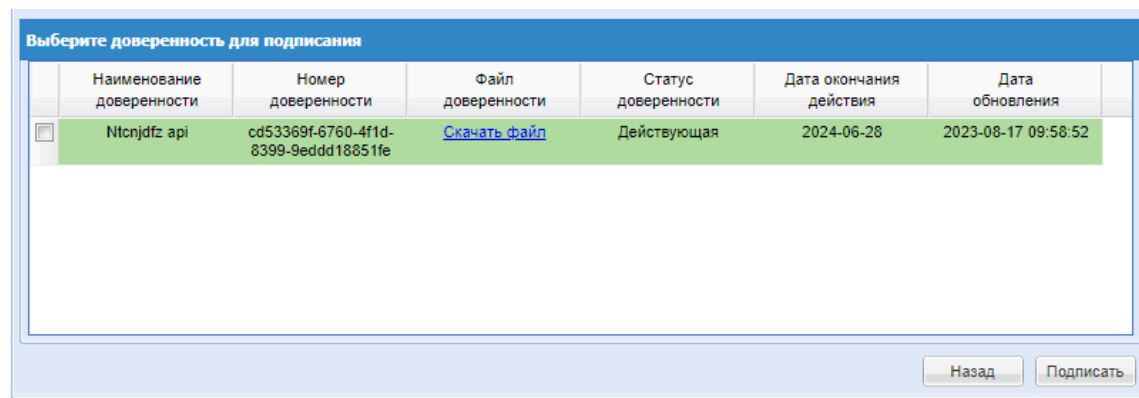 Выберите доверенность для подписания
Наименование доверенности
Номер доверенности
Файл доверенности
Статус доверенности
Дата окончания действия
Дата обновления
Ntcnjdfz api
cd53369f-6760-4f1d-
8399-9eddd18851fe
Скачать файл
Действующая
2024-06-28
2023-08-17 09:58:52
Назад
Подписать